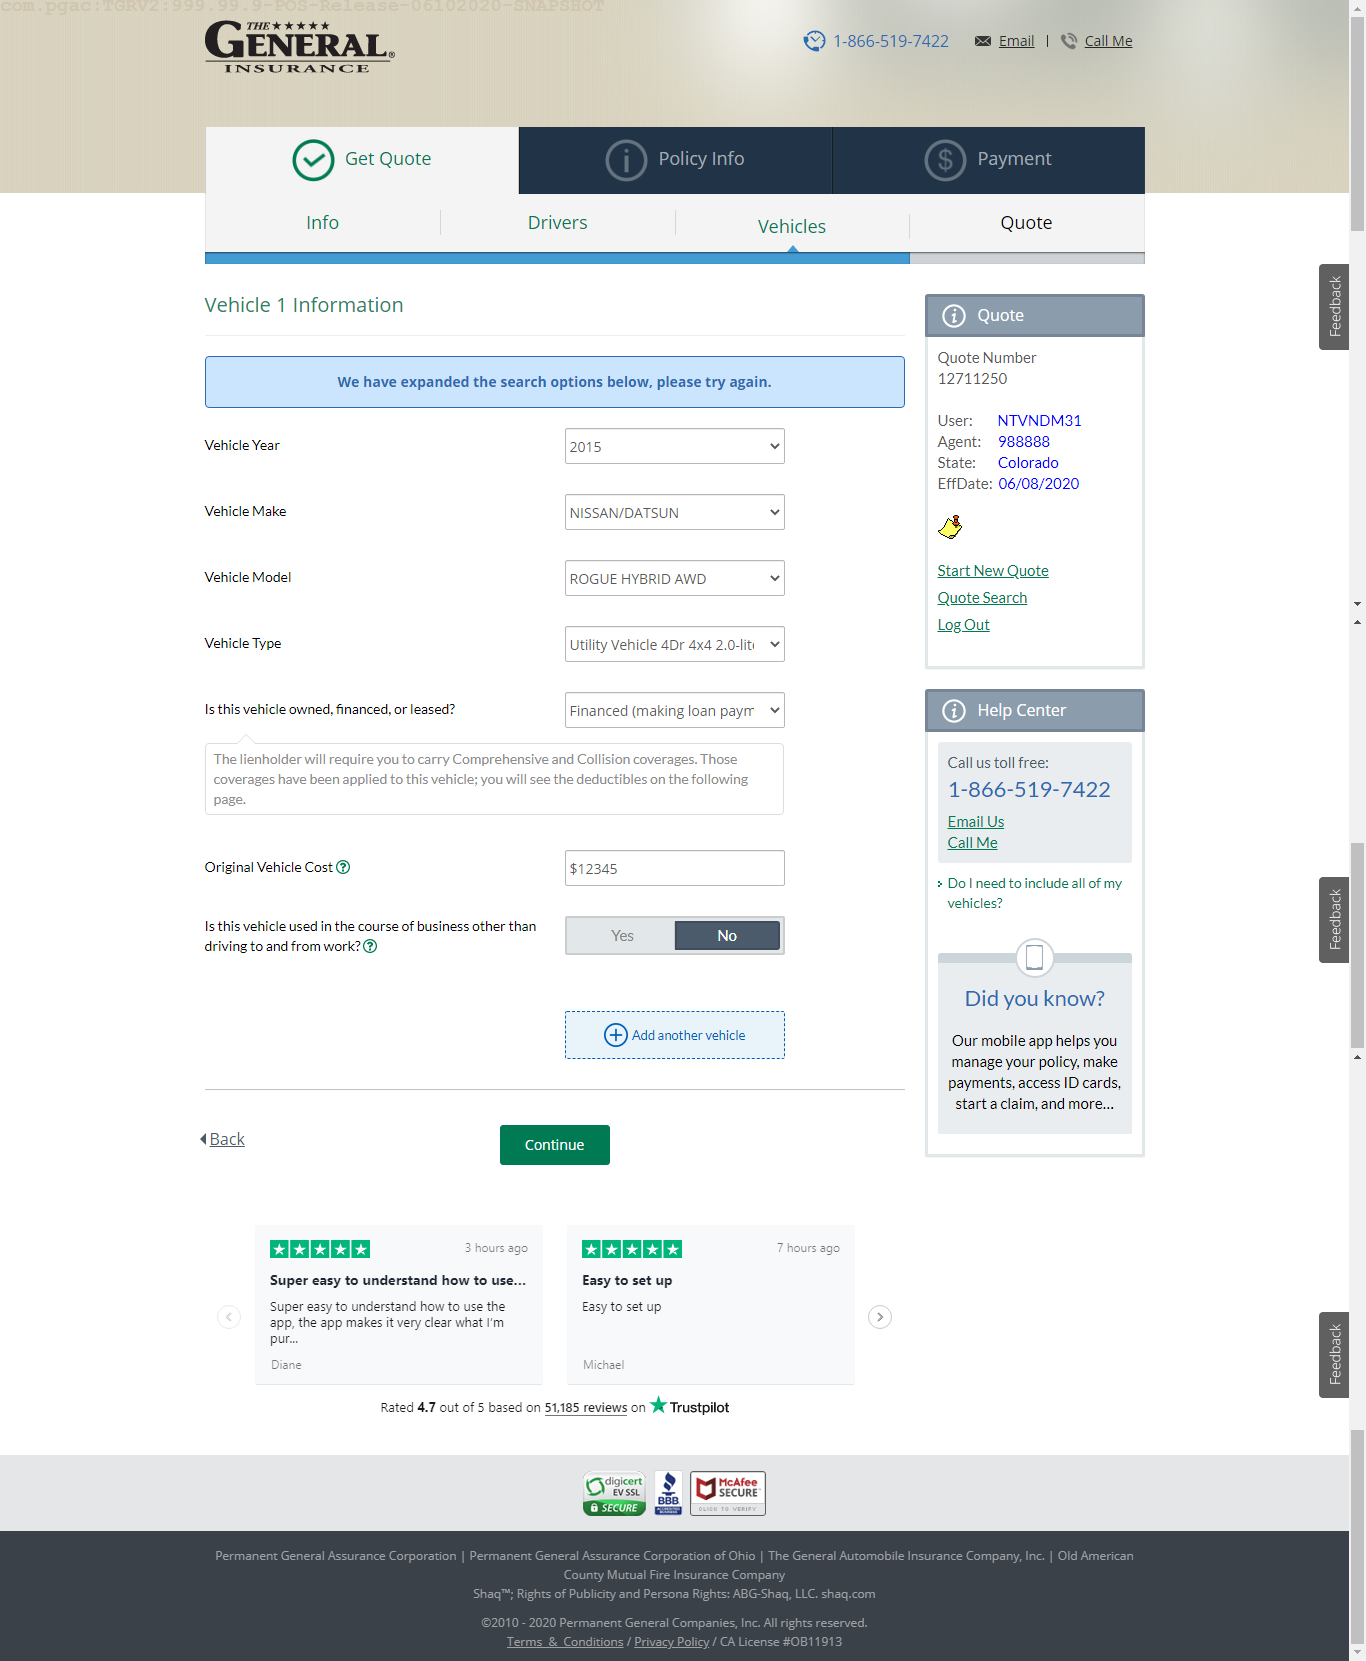 com.pgac:TGRV2:999.99.9-POS-Release-06102020-SNAPSHOT
THE
GENERAL®
INSURANCE
1-866-519-7422 Email | Call Me
Get Quote Policy Info Payment
Info Drivers Vehicles Quote
Vehicle 1 Information
We have expanded the search options below, please try again.
Vehicle Year 2015
Vehicle Make NISSAN/DATSUN
Vehicle Model ROGUE HYBRID AWD
Vehicle Type Utility Vehicle 4Dr 4x4 2.0-lit
Is this vehicle owned, financed, or leased? Financed (making loan paym
The lienholder will require you to carry Comprehensive and Collision coverages. Those
coverages have been applied to this vehicle; you will see the deductibles on the following
page.
Original Vehicle Cost ? $12345
Is this vehicle used in the course of business other than
driving to and from work? ?
Yes No
Add another vehicle
Back
Continue
Quote
Quote Number
12711250
User: NTVNDM31
Agent: 988888
State: Colorado
EffDate: 06/08/2020
Start New Quote
Quote Search
Log Out
Help Center
Call us toll free:
1-866-519-7422
Email Us
Call Me
Do I need to include all of my
vehicles?
Did you know?
Our mobile app helps you
manage your policy, make
payments, access ID cards,
start a claim, and more...
Feedback
Feedback
Feedback
3 hours ago
Super easy to understand how to use...
Super easy to understand how to use the
app, the app makes it very clear what I'm
pur...
Diane
7 hours ago
Easy to set up
Easy to set up
Michael
Rated 4.7 out of 5 based on 51,185 reviews on Trustpilot
digicert
EV SSL
SECURE
BBB
ACCREDITED
BUSINESS
McAfee
SECURE
CLICK TO VERIFY
Permanent General Assurance Corporation | Permanent General Assurance Corporation of Ohio | The General Automobile Insurance Company, Inc. | Old American
County Mutual Fire Insurance Company
Shaq™; Rights of Publicity and Persona Rights: ABG-Shaq, LLC. shaq.com
©2010 - 2020 Permanent General Companies, Inc. All rights reserved.
Terms & Conditions / Privacy Policy / CA License #OB11913